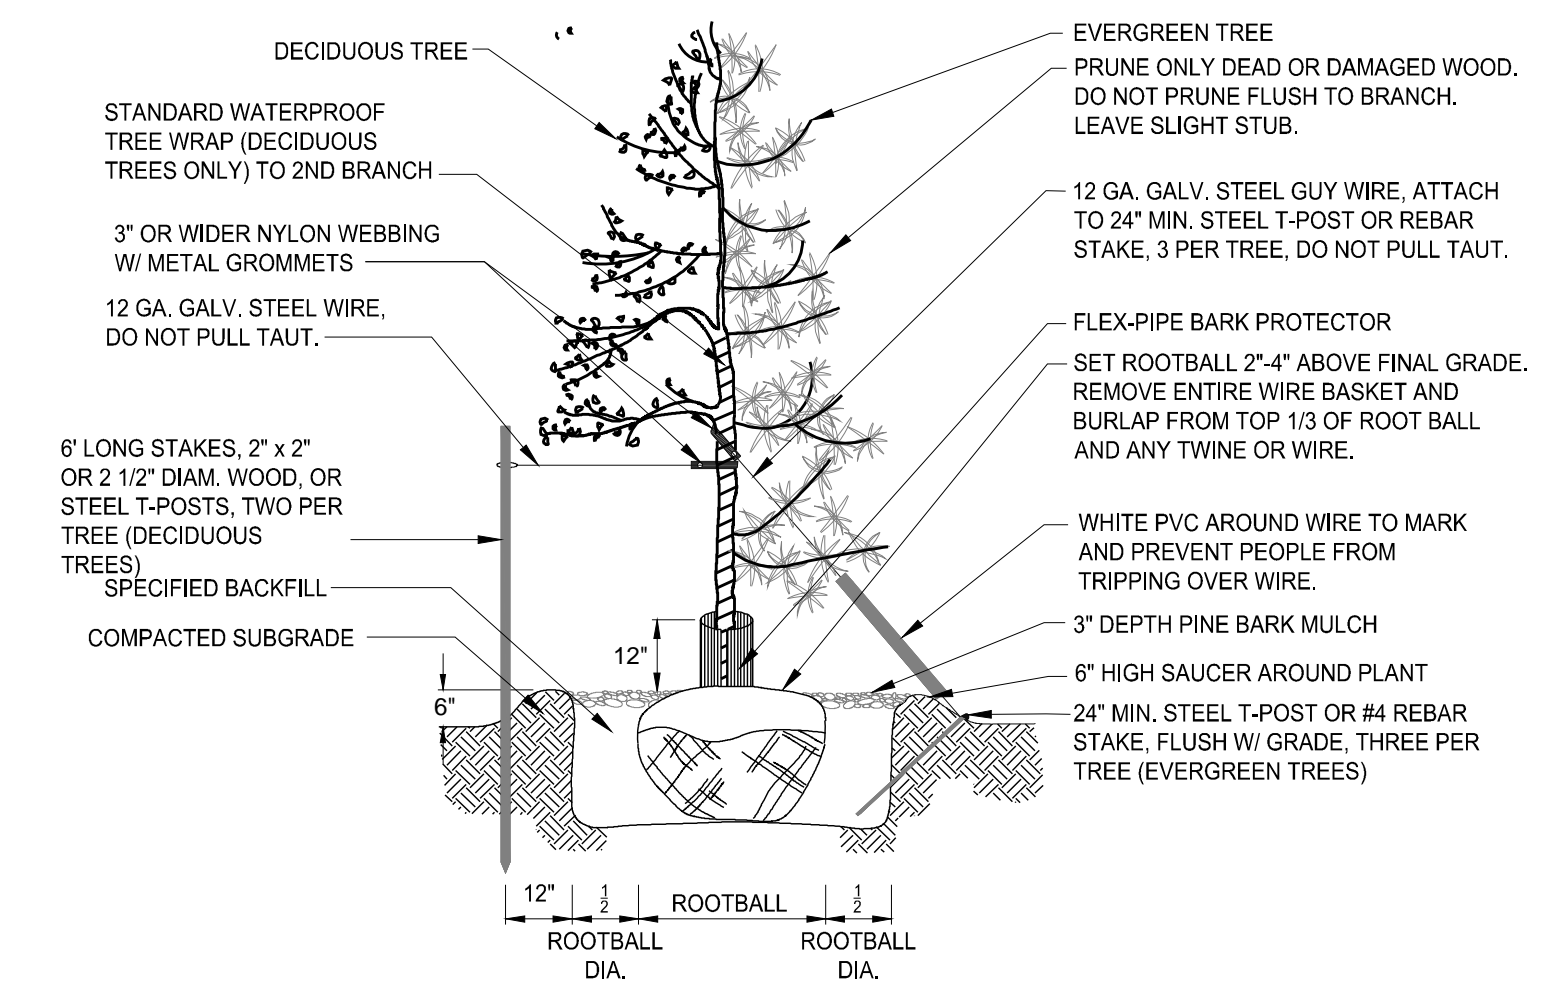 DECIDUOUS TREE
STANDARD WATERPROOF
TREE WRAP (DECIDUOUS
TREES ONLY) TO 2ND BRANCH
3" OR WIDER NYLON WEBBING
W/ METAL GROMMETS
12 GA. GALV. STEEL WIRE,
DO NOT PULL TAUT.
6' LONG STAKES, 2" x 2"
OR 2 1/2" DIAM. WOOD, OR
STEEL T-POSTS, TWO PER
TREE (DECIDUOUS
TREES)
SPECIFIED BACKFILL
COMPACTED SUBGRADE
EVERGREEN TREE
PRUNE ONLY DEAD OR DAMAGED WOOD.
DO NOT PRUNE FLUSH TO BRANCH.
LEAVE SLIGHT STUB.
12 GA. GALV. STEEL GUY WIRE, ATTACH
TO 24" MIN. STEEL T-POST OR REBAR
STAKE, 3 PER TREE, DO NOT PULL TAUT.
FLEX-PIPE BARK PROTECTOR
SET ROOTBALL 2"-4" ABOVE FINAL GRADE.
REMOVE ENTIRE WIRE BASKET AND
BURLAP FROM TOP 1/3 OF ROOT BALL
AND ANY TWINE OR WIRE.
WHITE PVC AROUND WIRE TO MARK
AND PREVENT PEOPLE FROM
TRIPPING OVER WIRE.
3" DEPTH PINE BARK MULCH
6" HIGH SAUCER AROUND PLANT
24" MIN. STEEL T-POST OR #4 REBAR
STAKE, FLUSH W/ GRADE, THREE PER
TREE (EVERGREEN TREES)
12"
6"
12"
1/2
ROOTBALL
DIA.
ROOTBALL
1/2
ROOTBALL
DIA.